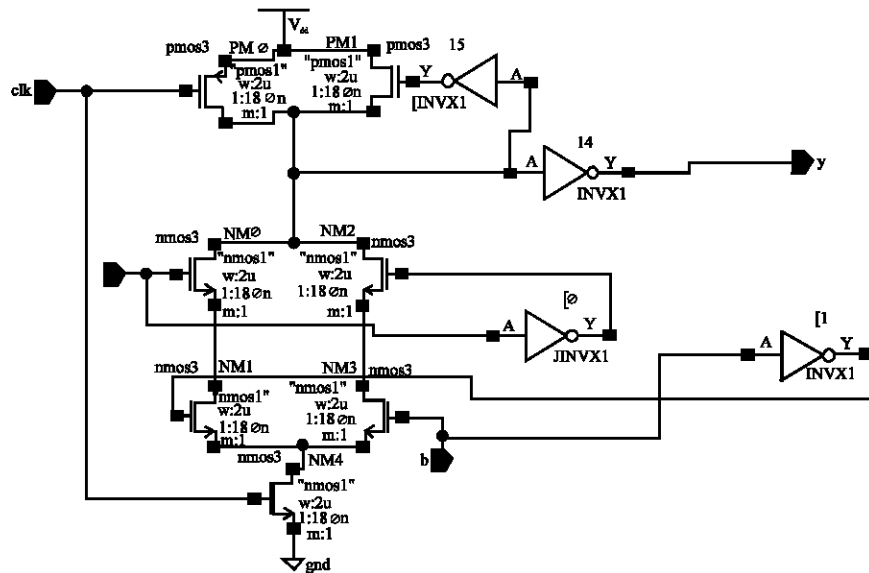 V_dd
pmos3 PM ∅ PM1 pmos3 15
"pmos1" "pmos1" Y A
clk w:2u w:2u [INVX1
1:18 ∅n 1:18 ∅n
m:1 m:1
14
A Y y
INVX1
nmos3 NM∅ NM2 nmos3
"nmos1" "nmos1"
w:2u w:2u
1:18∅n 1:18∅n
m:1 m:1
[∅
A Y
JINVX1
[1
A Y
INVX1
nmos3 NM1 NM3 nmos3
nmos1" "nmos1"
w:2u w:2u
1:18∅n 1:18∅n
m:1 m:1
b
nmos3 NM4
"nmos1"
w:2u
1:18 ∅n
m:1
gnd